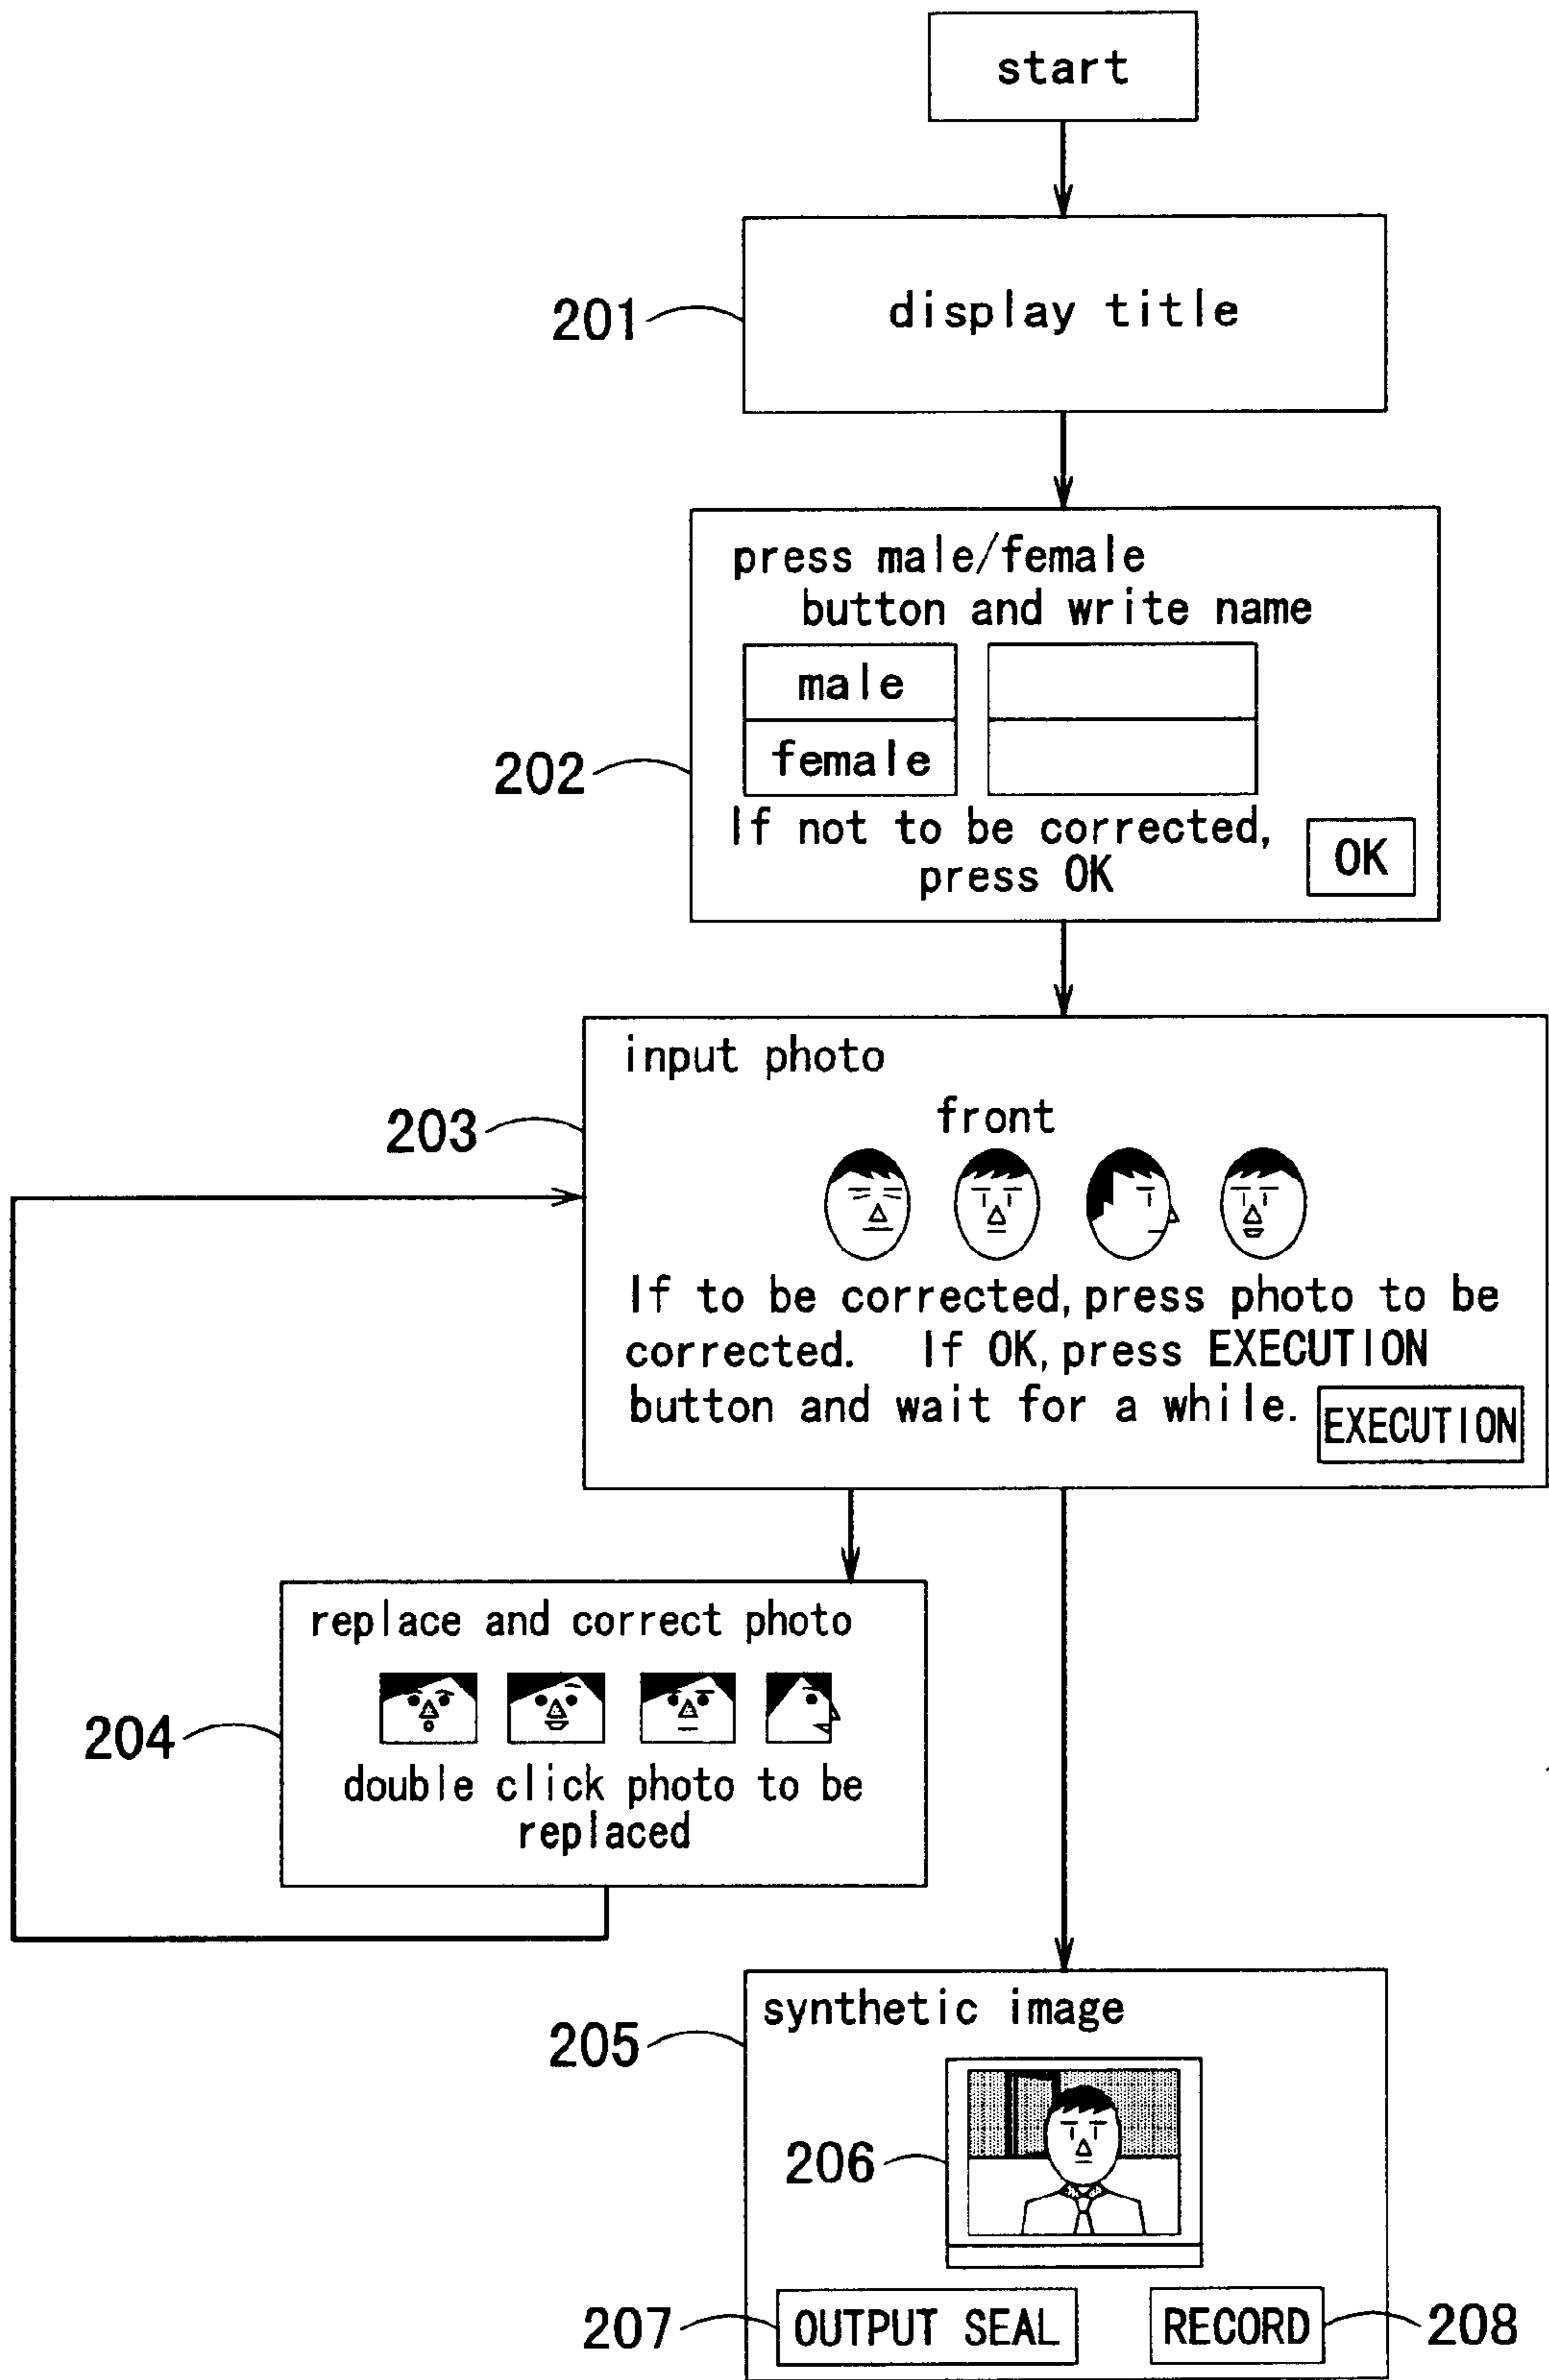 start
201
display title
press male/female
button and write name
male
female
202
If not to be corrected,
press OK
OK
input photo
203
front
If to be corrected, press photo to be
corrected. If OK, press EXECUTION
button and wait for a while.
EXECUTION
replace and correct photo
204
double click photo to be
replaced
synthetic image
205
206
207
OUTPUT SEAL
RECORD
208